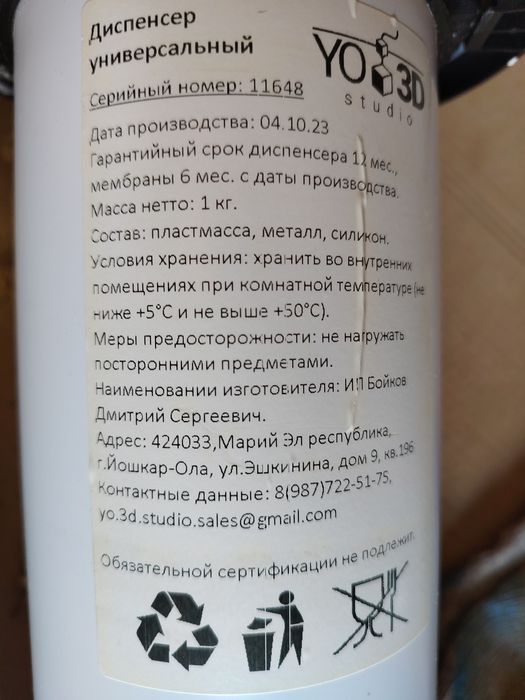 Диспенсер
универсальный
YO 3D
studio
Серийный номер: 11648
Дата производства: 04.10.23
Гарантийный срок диспенсера 12 мес.,
мембраны 6 мес. с даты производства.
Масса нетто: 1 кг.
Состав: пластмасса, металл, силикон.
Условия хранения: хранить во внутренних
помещениях при комнатной температуре (не
ниже +5°С и не выше +50°С).
Меры предосторожности: не нагружать
посторонними предметами.
Наименовании изготовителя: ИП Бойков
Дмитрий Сергеевич.
Адрес: 424033,Марий Эл республика,
г.Йошкар-Ола, ул.Эшкинина, дом 9, кв.196
Контактные данные: 8(987)722-51-75,
yo.3d.studio.sales@gmail.com
Обязательной сертификации не подлежит.